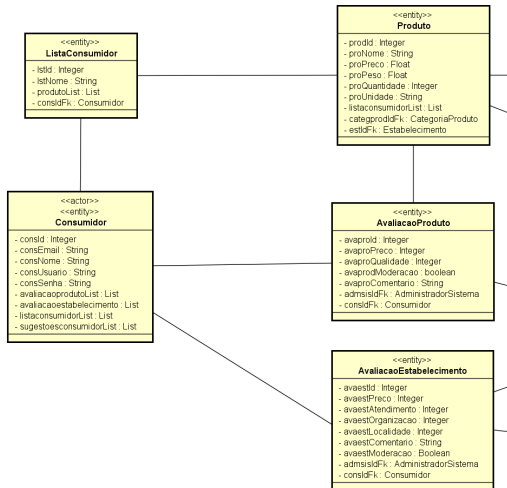 <<entity>>
ListaConsumidor
- lstId : Integer
- lstNome : String
- produtoList : List
- consIdFk : Consumidor
<<entity>>
Produto
- prodId : Integer
- proNome : String
- proPreco : Float
- proPeso : Float
- proQuantidade : Integer
- proUnidade : String
- listaconsumidorList : List
- categprodIdFk : CategoriaProduto
- estIdFk : Estabelecimento
<<actor>>
<<entity>>
Consumidor
- consId : Integer
- consEmail : String
- consNome : String
- consUsuario : String
- consSenha : String
- avaliacaoprodutoList : List
- avaliacaoestabelecimento : List
- listaconsumidorList : List
- sugestoesconsumidorList : List
<<entity>>
AvaliacaoProduto
- avaproId : Integer
- avaproPreco : Integer
- avaproQualidade : Integer
- avaprodModeracao : boolean
- avaproComentario : String
- admsisIdFk : AdministradorSistema
- consIdFk : Consumidor
<<entity>>
AvaliacaoEstabelecimento
- avaestId : Integer
- avaestPreco : Integer
- avaestAtendimento : Integer
- avaestOrganizacao : Integer
- avaestLocalidade : Integer
- avaestComentario : String
- avaestModeracao : Boolean
- admsisIdFk : AdministradorSistema
- consIdFk : Consumidor